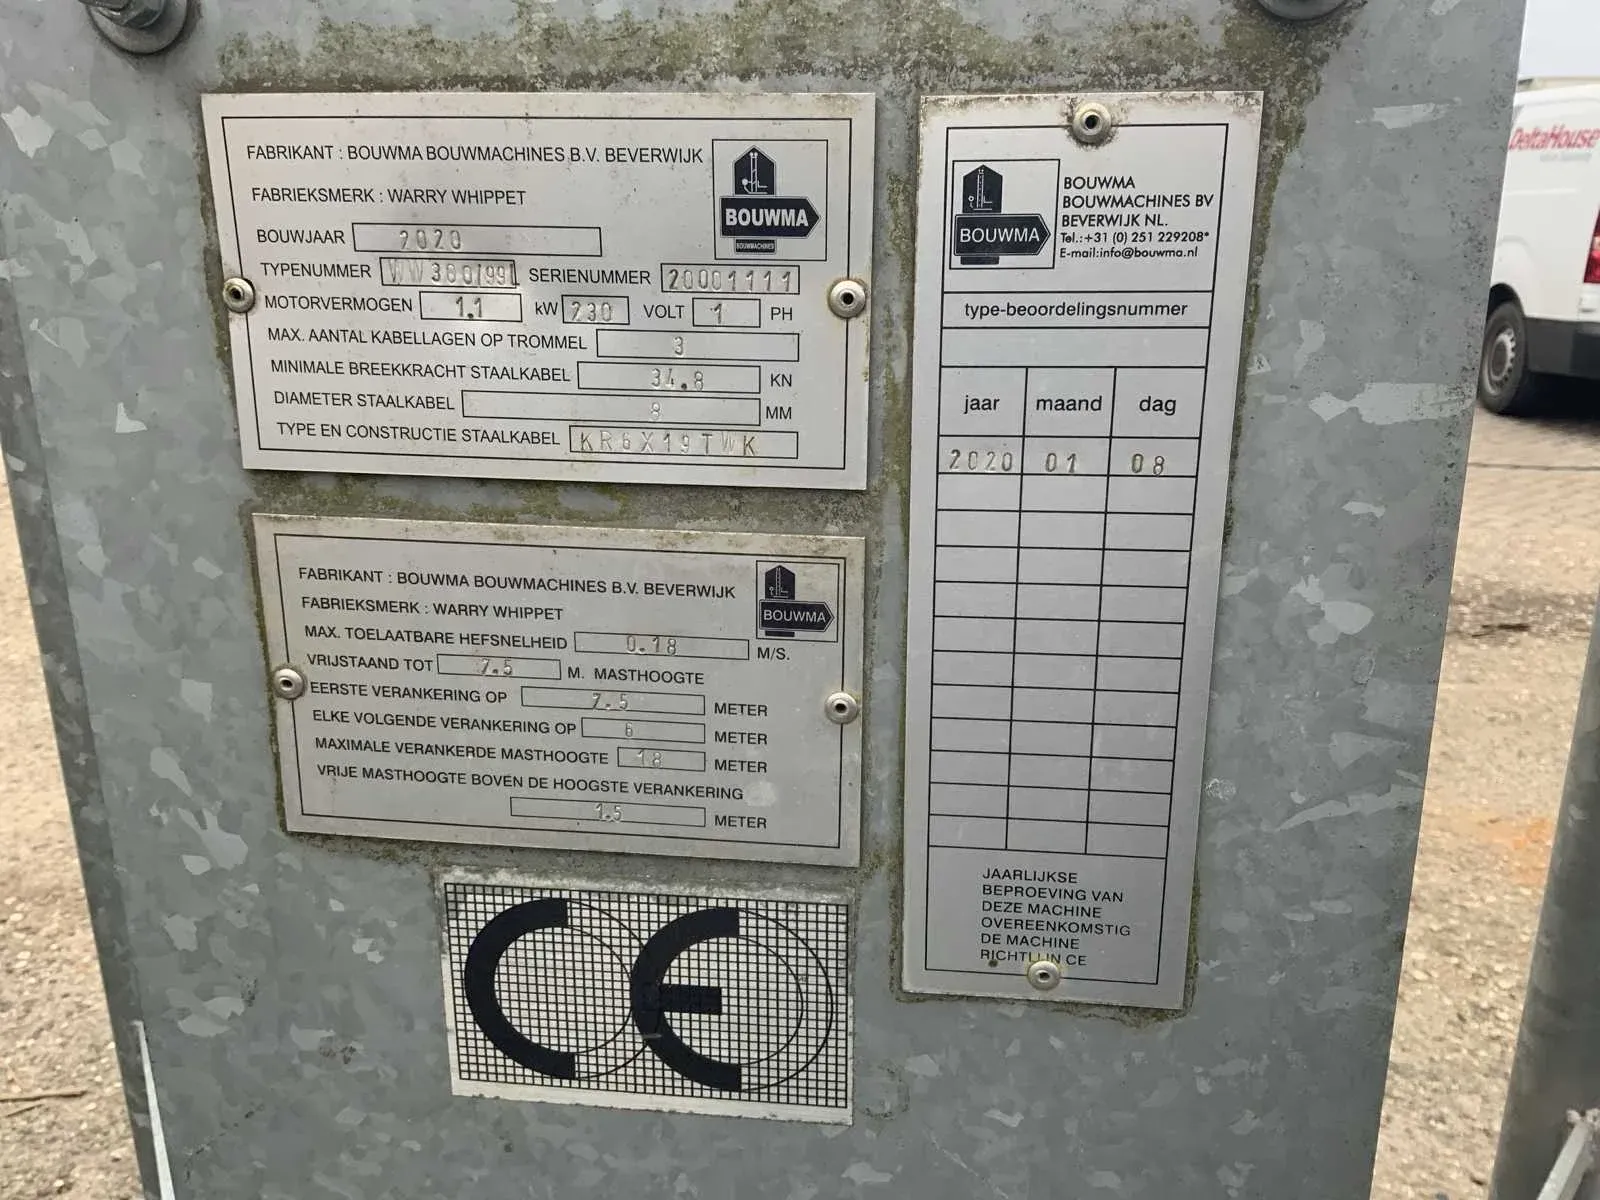 FABRIKANT : BOUWMA BOUWMACHINES B.V. BEVERWIJK
FABRIEKSMERK : WARRY WHIPPET
BOUWMA
BOUWMACHINES
BOUWJAAR 2020
TYPENUMMER WW380/99L SERIENUMMER 20001111
MOTORVERMOGEN 1.1 kW 230 VOLT 1 PH
MAX. AANTAL KABELLAGEN OP TROMMEL 3
MINIMALE BREEKKRACHT STAALKABEL 34.8 KN
DIAMETER STAALKABEL 8 MM
TYPE EN CONSTRUCTIE STAALKABEL KR6X19TWK
FABRIKANT : BOUWMA BOUWMACHINES B.V. BEVERWIJK
FABRIEKSMERK : WARRY WHIPPET
BOUWMA
MAX. TOELAATBARE HEFSNELHEID 0.18 M/S.
VRIJSTAAND TOT 7.5 M. MASTHOOGTE
EERSTE VERANKERING OP 7.5 METER
ELKE VOLGENDE VERANKERING OP 6 METER
MAXIMALE VERANKERDE MASTHOOGTE 18 METER
VRIJE MASTHOOGTE BOVEN DE HOOGSTE VERANKERING
1.5 METER
CE
BOUWMA
BOUWMA
BOUWMACHINES BV
BEVERWIJK NL.
Tel.:+31 (0) 251 229208*
E-mail:info@bouwma.nl
type-beoordelingsnummer
jaar maand dag
2020 01 08
JAARLIJKSE
BEPROEVING VAN
DEZE MACHINE
OVEREENKOMSTIG
DE MACHINE
RICHTLIJN CE
DeltaHouse